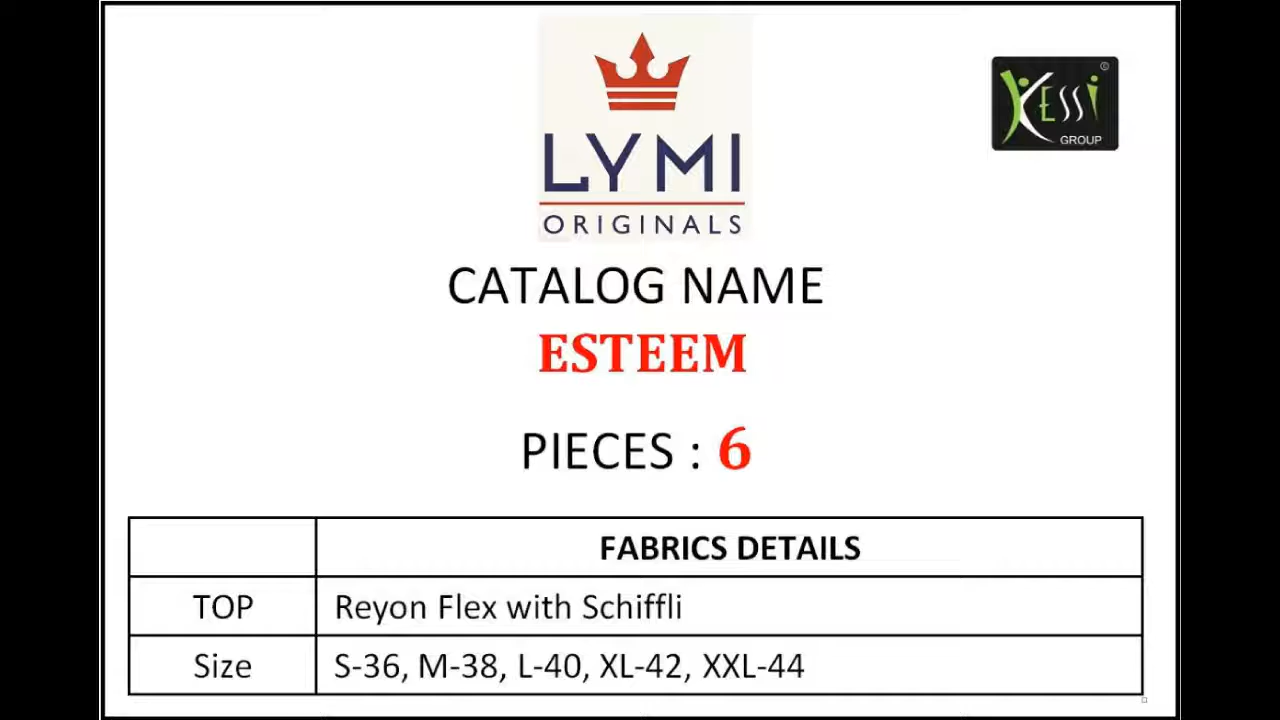 LYMI
ORIGINALS
KESSi ©
GROUP
CATALOG NAME
ESTEEM
PIECES : 6
FABRICS DETAILS
TOP Reyon Flex with Schiffli
Size S-36, M-38, L-40, XL-42, XXL-44